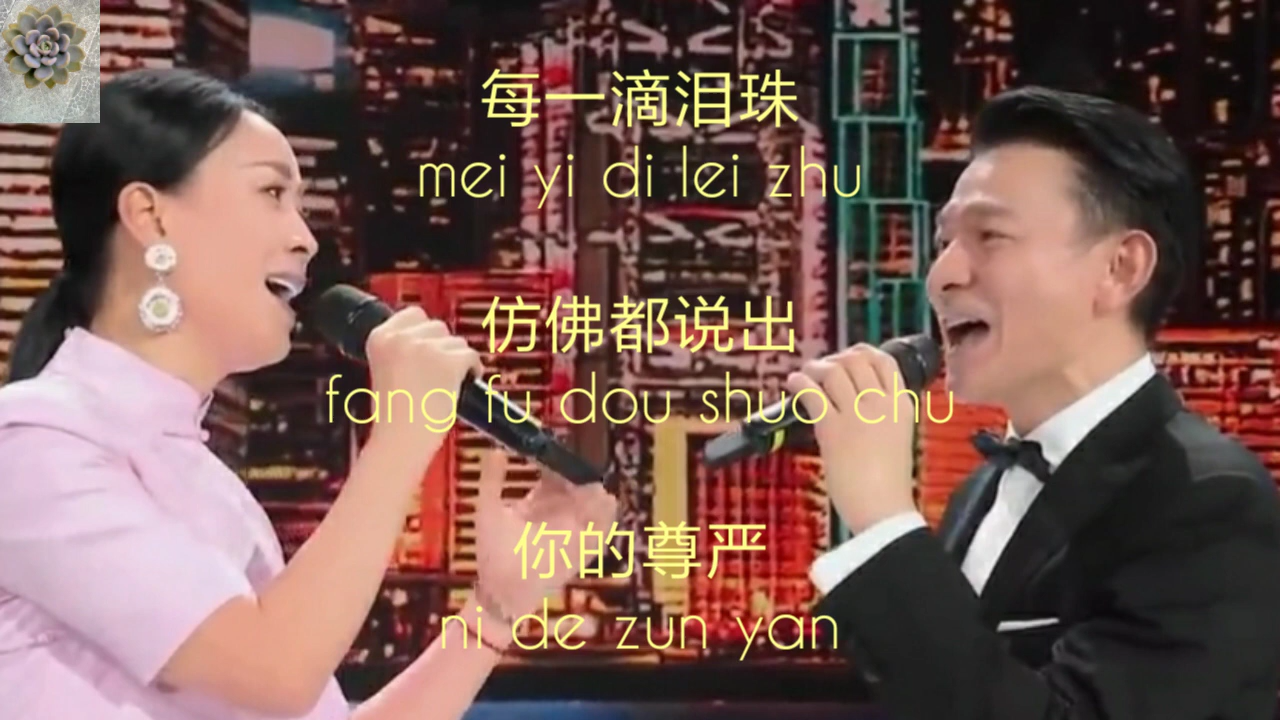 每一滴泪珠
mei yi di lei zhu
仿佛都说出
fang fu dou shuo chu
你的尊严
ni de zun yan